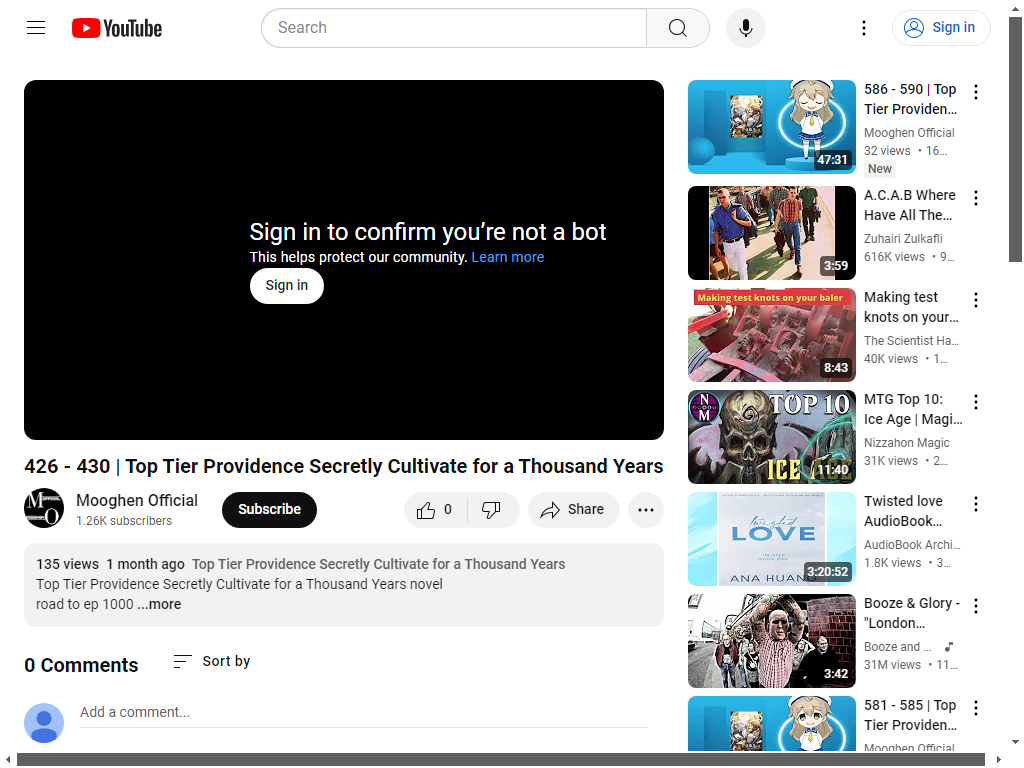 YouTube
Search
Sign in
Sign in to confirm you’re not a bot
This helps protect our community. Learn more
Sign in
426 - 430 | Top Tier Providence Secretly Cultivate for a Thousand Years
Mooghen Official
1.26K subscribers
Subscribe
0
Share
135 views 1 month ago Top Tier Providence Secretly Cultivate for a Thousand Years
Top Tier Providence Secretly Cultivate for a Thousand Years novel
road to ep 1000 ...more
0 Comments
Sort by
Add a comment...
47:31
586 - 590 | Top
Tier Providen...
Mooghen Official
32 views • 16...
New
3:59
A.C.A.B Where
Have All The...
Zuhairi Zulkafli
616K views • 9...
Making test knots on your baler
8:43
Making test
knots on your...
The Scientist Ha...
40K views • 1...
NM
TOP 10
ICE AGE
11:40
MTG Top 10:
Ice Age | Magi...
Nizzahon Magic
31K views • 2...
twisted
LOVE
ANA HUANG
3:20:52
Twisted love
AudioBook...
AudioBook Archi...
1.8K views • 3...
3:42
Booze & Glory -
"London...
Booze and ...
31M views • 11...
581 - 585 | Top
Tier Providen...
Mooghen Official